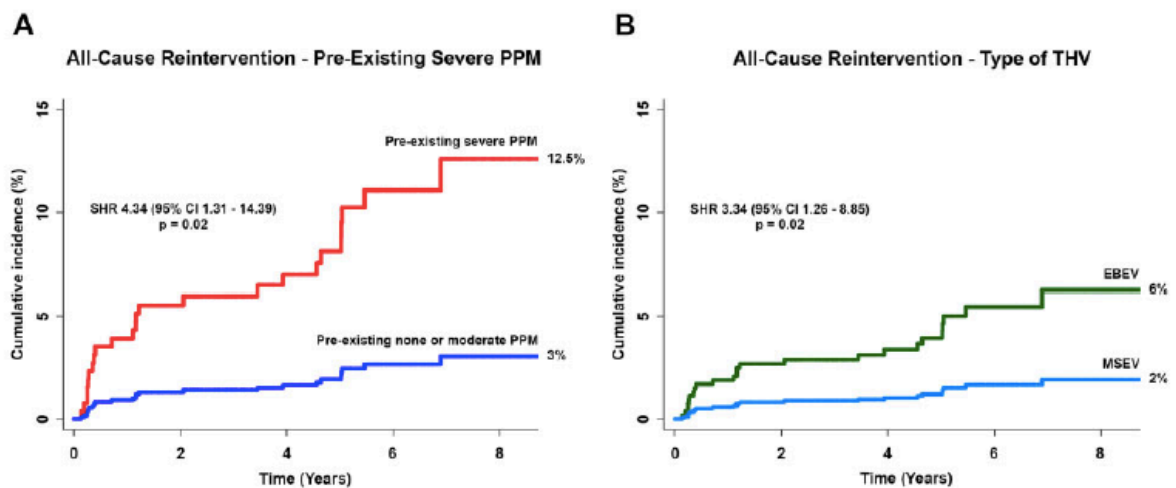 A
All-Cause Reintervention - Pre-Existing Severe PPM
Cumulative incidence (%)
15
10
5
0
Pre-existing severe PPM
12.5%
SHR 4.34 (95% CI 1.31 - 14.39)
p = 0.02
Pre-existing none or moderate PPM
3%
0 2 4 6 8
Time (Years)
B
All-Cause Reintervention - Type of THV
Cumulative incidence (%)
15
10
5
0
SHR 3.34 (95% CI 1.26 - 8.85)
p = 0.02
EBEV
6%
MSEV
2%
0 2 4 6 8
Time (Years)